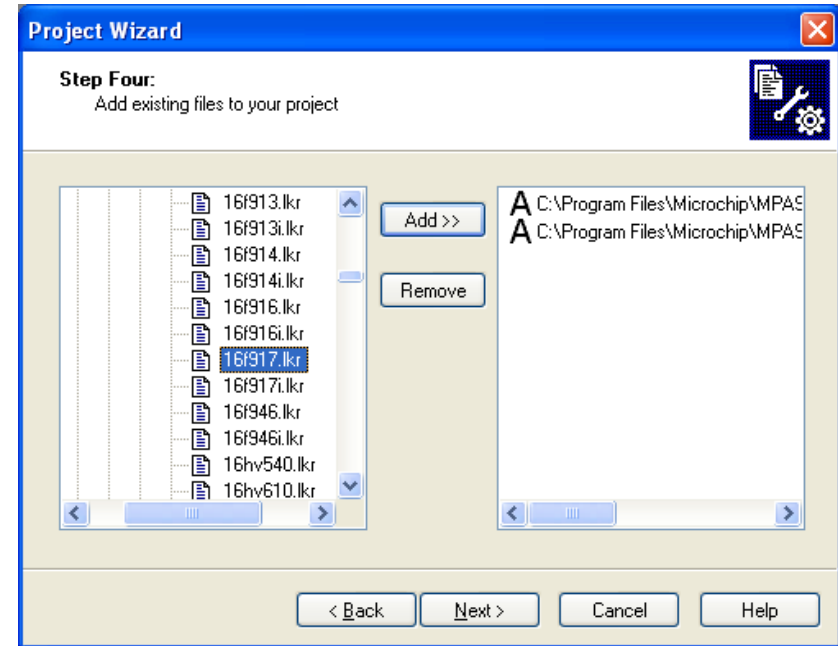 Project Wizard
Step Four:
Add existing files to your project
16f913.lkr
16f913i.lkr
16f914.lkr
16f914i.lkr
16f916.lkr
16f916i.lkr
16f917.lkr
16f917i.lkr
16f946.lkr
16f946i.lkr
16hv540.lkr
16hv610.lkr
Add >>
Remove
A C:\Program Files\Microchip\MPAS
A C:\Program Files\Microchip\MPAS
< Back
Next >
Cancel
Help